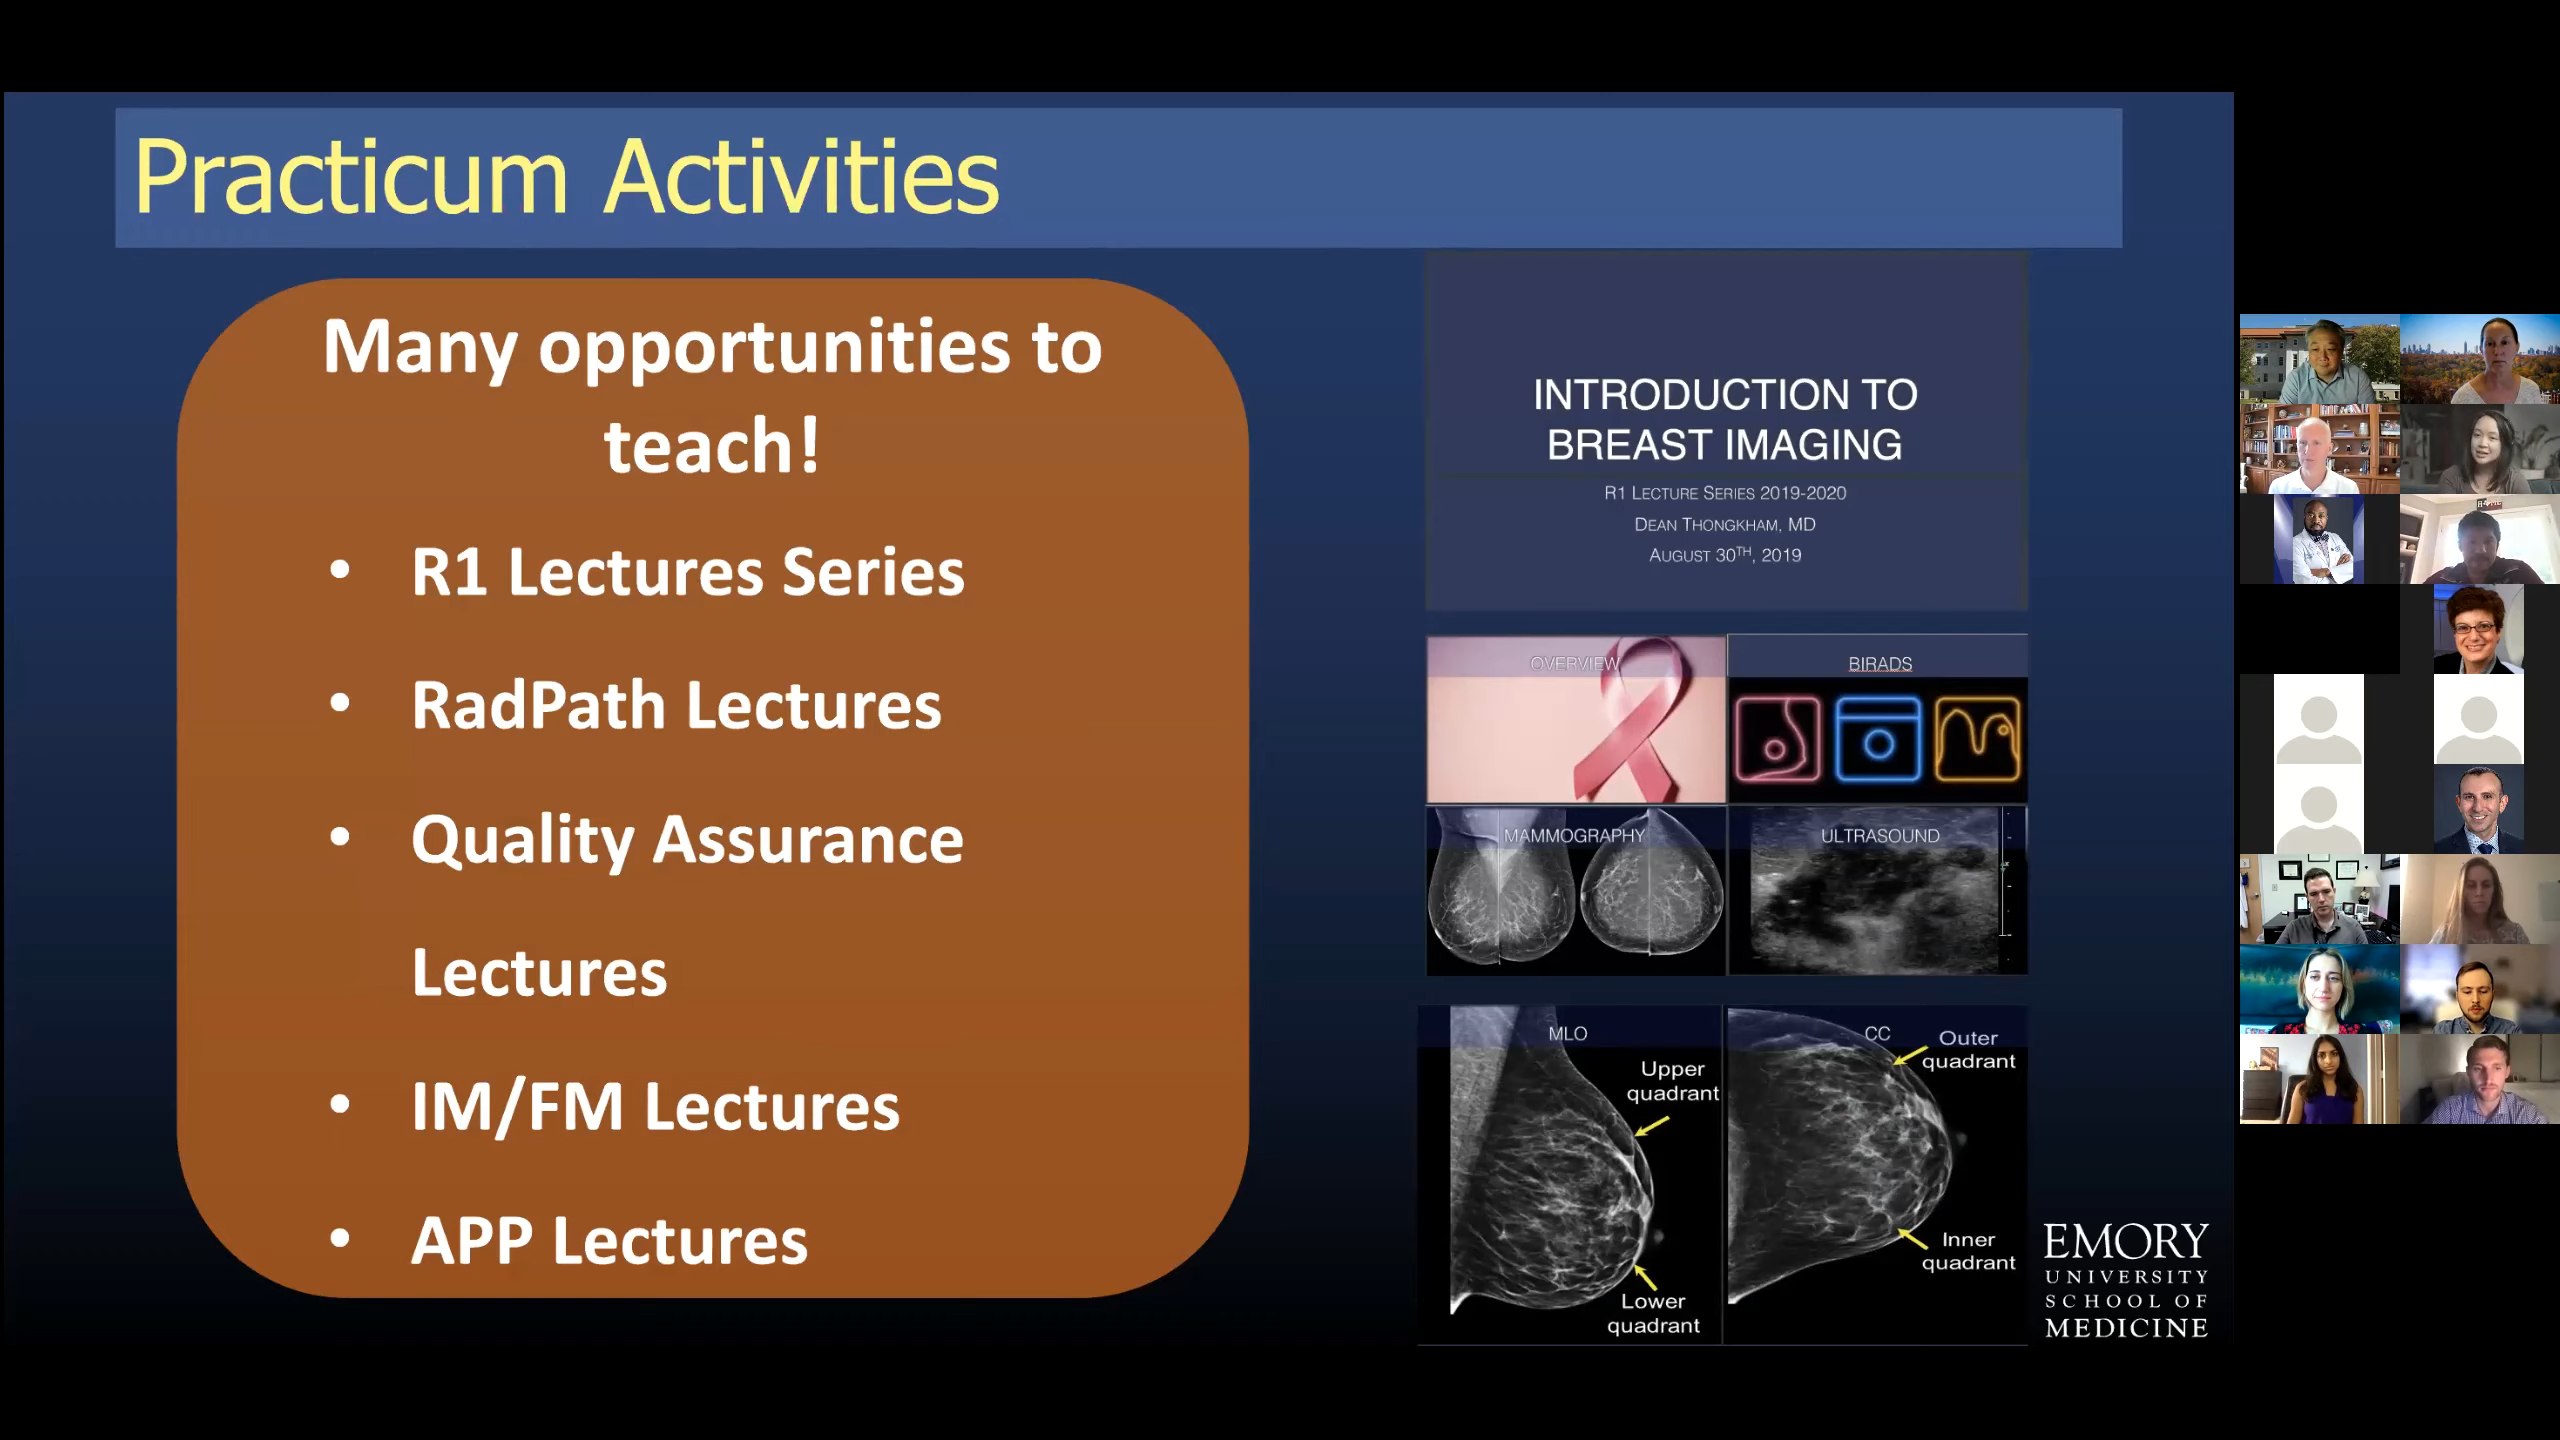 Practicum Activities
Many opportunities to
teach!
• R1 Lectures Series
• RadPath Lectures
• Quality Assurance
Lectures
• IM/FM Lectures
• APP Lectures
INTRODUCTION TO
BREAST IMAGING
R1 LECTURE SERIES 2019-2020
DEAN THONGKHAM, MD
AUGUST 30TH, 2019
OVERVIEW
BIRADS
MAMMOGRAPHY
ULTRASOUND
MLO
Upper
quadrant
Lower
quadrant
CC
Outer
quadrant
Inner
quadrant
EMORY
UNIVERSITY
SCHOOL OF
MEDICINE